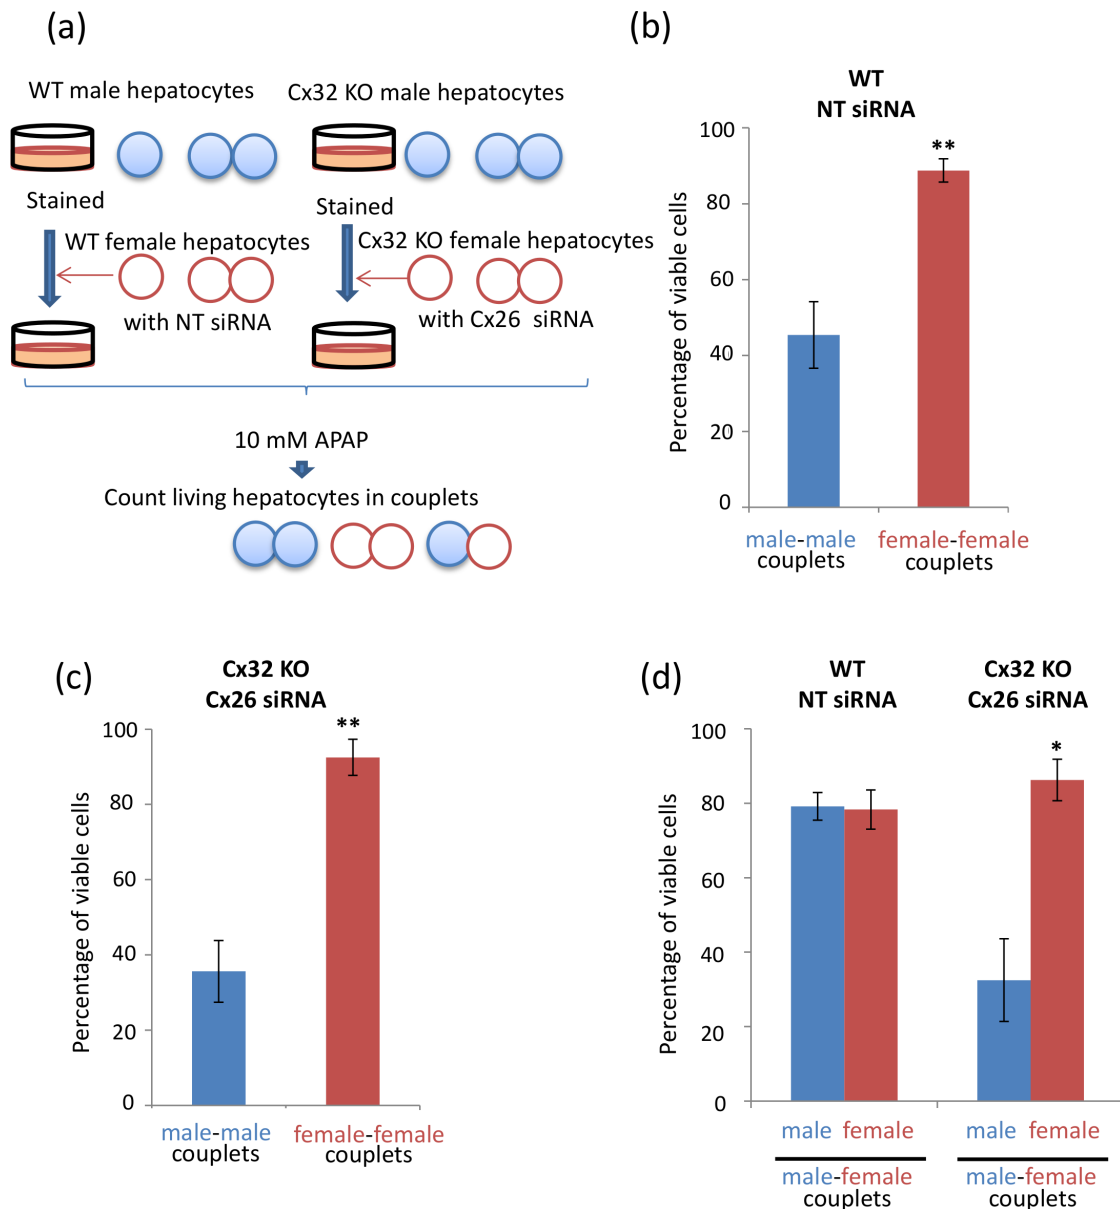 (a)
WT male hepatocytes
Cx32 KO male hepatocytes
Stained
Stained
WT female hepatocytes
Cx32 KO female hepatocytes
with NT siRNA
with Cx26 siRNA
10 mM APAP
Count living hepatocytes in couplets
(b)
WT
NT siRNA
Percentage of viable cells
100
80
60
40
20
0
**
male-male
couplets
female-female
couplets
(c)
Cx32 KO
Cx26 siRNA
Percentage of viable cells
100
80
60
40
20
0
**
male-male
couplets
female-female
couplets
(d)
WT
NT siRNA
Cx32 KO
Cx26 siRNA
Percentage of viable cells
100
80
60
40
20
0
*
male female
male female
male-female
couplets
male-female
couplets